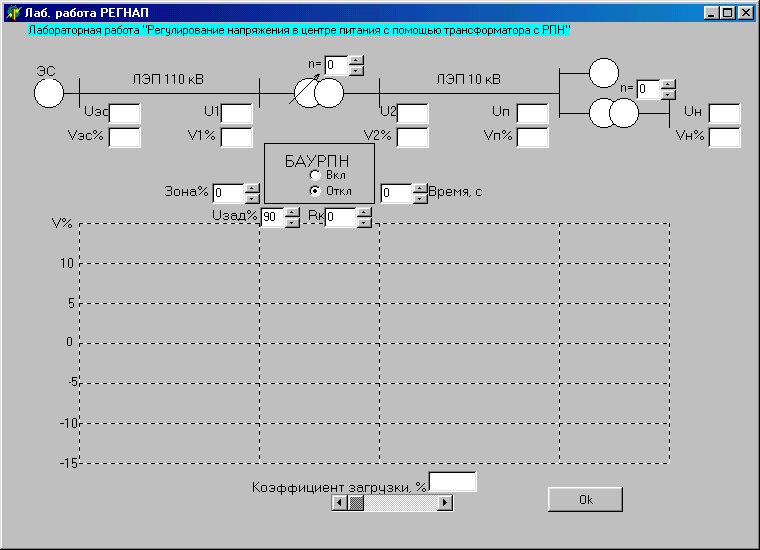 Лаб. работа РЕГНАП
Лабораторная работа "Регулирование напряжения в центре питания с помощью трансформатора с РПН"
ЭС
ЛЭП 110 кВ
n= 0
ЛЭП 10 кВ
n= 0
Uэс
U1
U2
Uп
Uн
Vэс%
V1%
V2%
Vп%
Vн%
БАУРПН
Вкл
Откл
Зона% 0
0 Время, с
Uзад% 90
Rк 0
V%
10
5
0
-5
-10
-15
Коэффициент загрузки, %
Ok